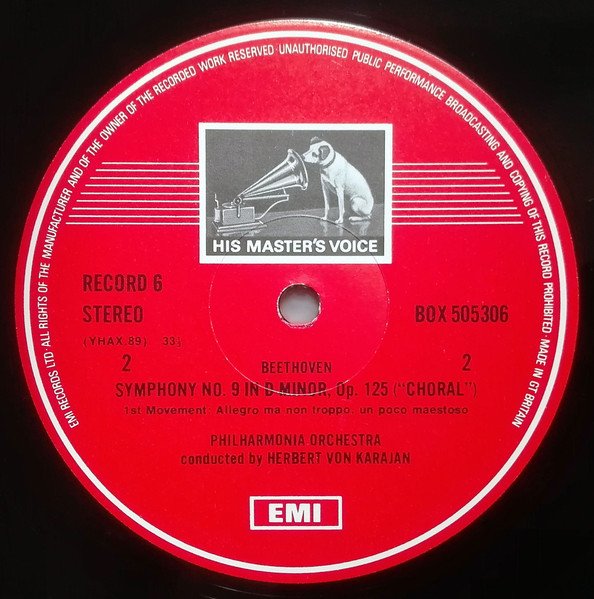 EMI RECORDS LTD ALL RIGHTS OF THE MANUFACTURER AND OF THE OWNER OF THE RECORDED WORK RESERVED UNAUTHORISED PUBLIC PERFORMANCE BROADCASTING AND COPYING OF THIS RECORD PROHIBITED MADE IN GT BRITAIN
HIS MASTER'S VOICE
RECORD 6
STEREO BOX 505306
(YHAX 89) 33⅓
2 BEETHOVEN 2
SYMPHONY NO. 9 IN D MINOR, Op. 125 ("CHORAL")
1st Movement: Allegro ma non troppo, un poco maestoso
PHILHARMONIA ORCHESTRA
conducted by HERBERT VON KARAJAN
EMI